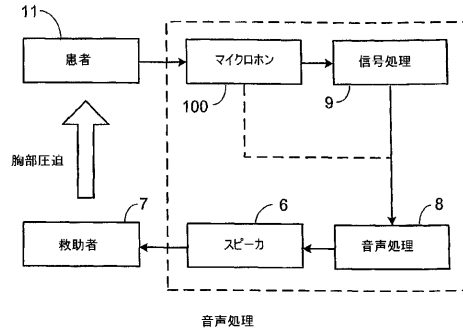 11
患者
マイクロホン
信号処理
100
9
胸部圧迫
7
6
8
救助者
スピーカ
音声処理
音声処理